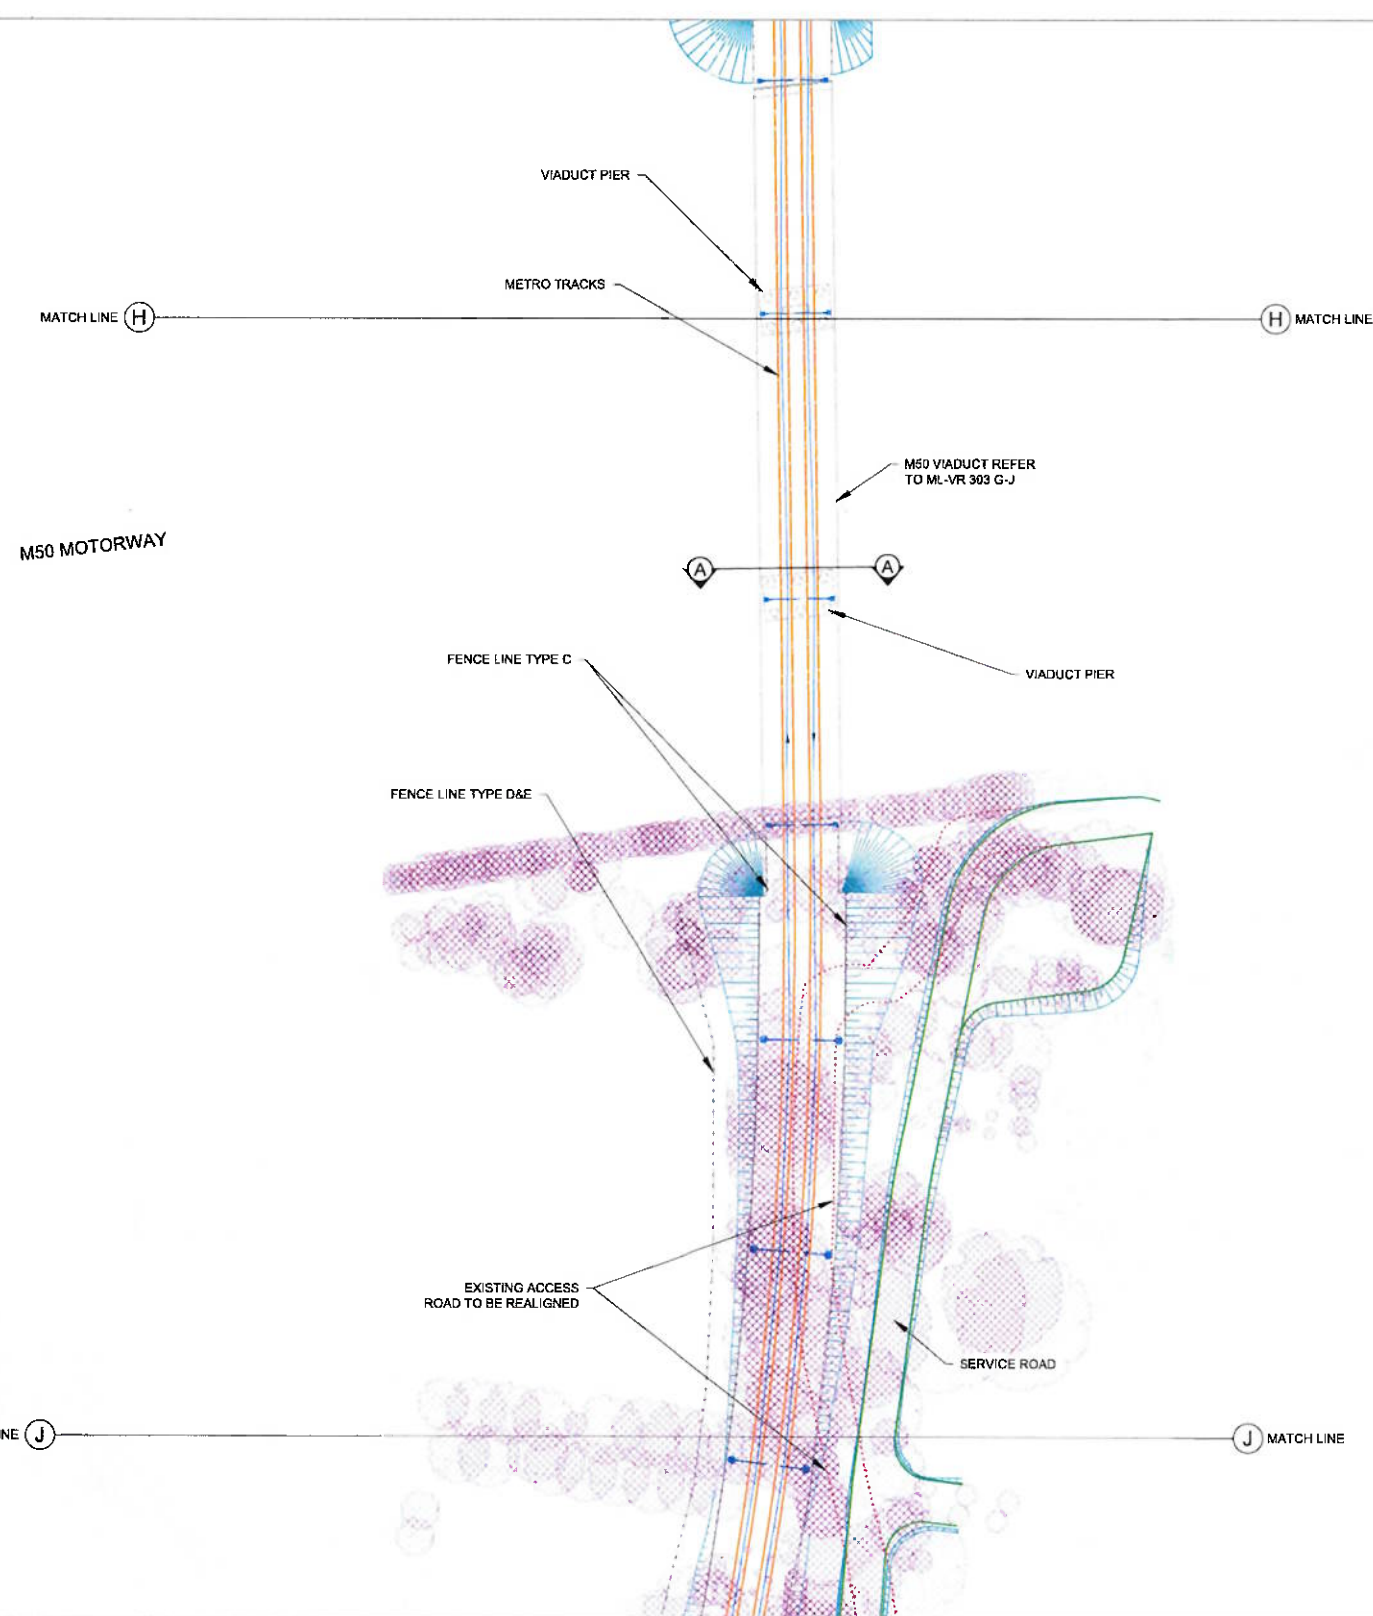 VIADUCT PIER
METRO TRACKS
MATCH LINE H
H MATCH LINE
M50 VIADUCT REFER
TO ML-VR 303 G-J
M50 MOTORWAY
A
A
FENCE LINE TYPE C
VIADUCT PIER
FENCE LINE TYPE D&E
EXISTING ACCESS
ROAD TO BE REALIGNED
SERVICE ROAD
NE J
J MATCH LINE